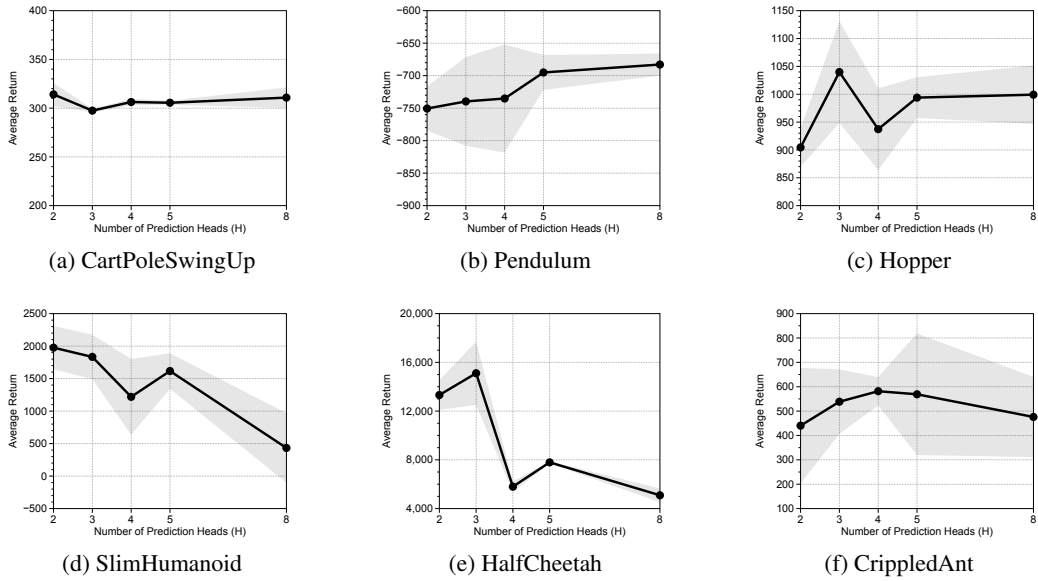 400
350
300
250
200
Average Return
2 3 4 5 8
Number of Prediction Heads (H)
(a) CartPoleSwingUp
−600
−650
−700
−750
−800
−850
−900
Average Return
2 3 4 5 8
Number of Prediction Heads (H)
(b) Pendulum
1150
1100
1050
1000
950
900
850
800
Average Return
2 3 4 5 8
Number of Prediction Heads (H)
(c) Hopper
2500
2000
1500
1000
500
0
−500
Average Return
2 3 4 5 8
Number of Prediction Heads (H)
(d) SlimHumanoid
20,000
16,000
12,000
8,000
4,000
Average Return
2 3 4 5 8
Number of Prediction Heads (H)
(e) HalfCheetah
900
800
700
600
500
400
300
200
100
Average Return
2 3 4 5 8
Number of Prediction Heads (H)
(f) CrippledAnt